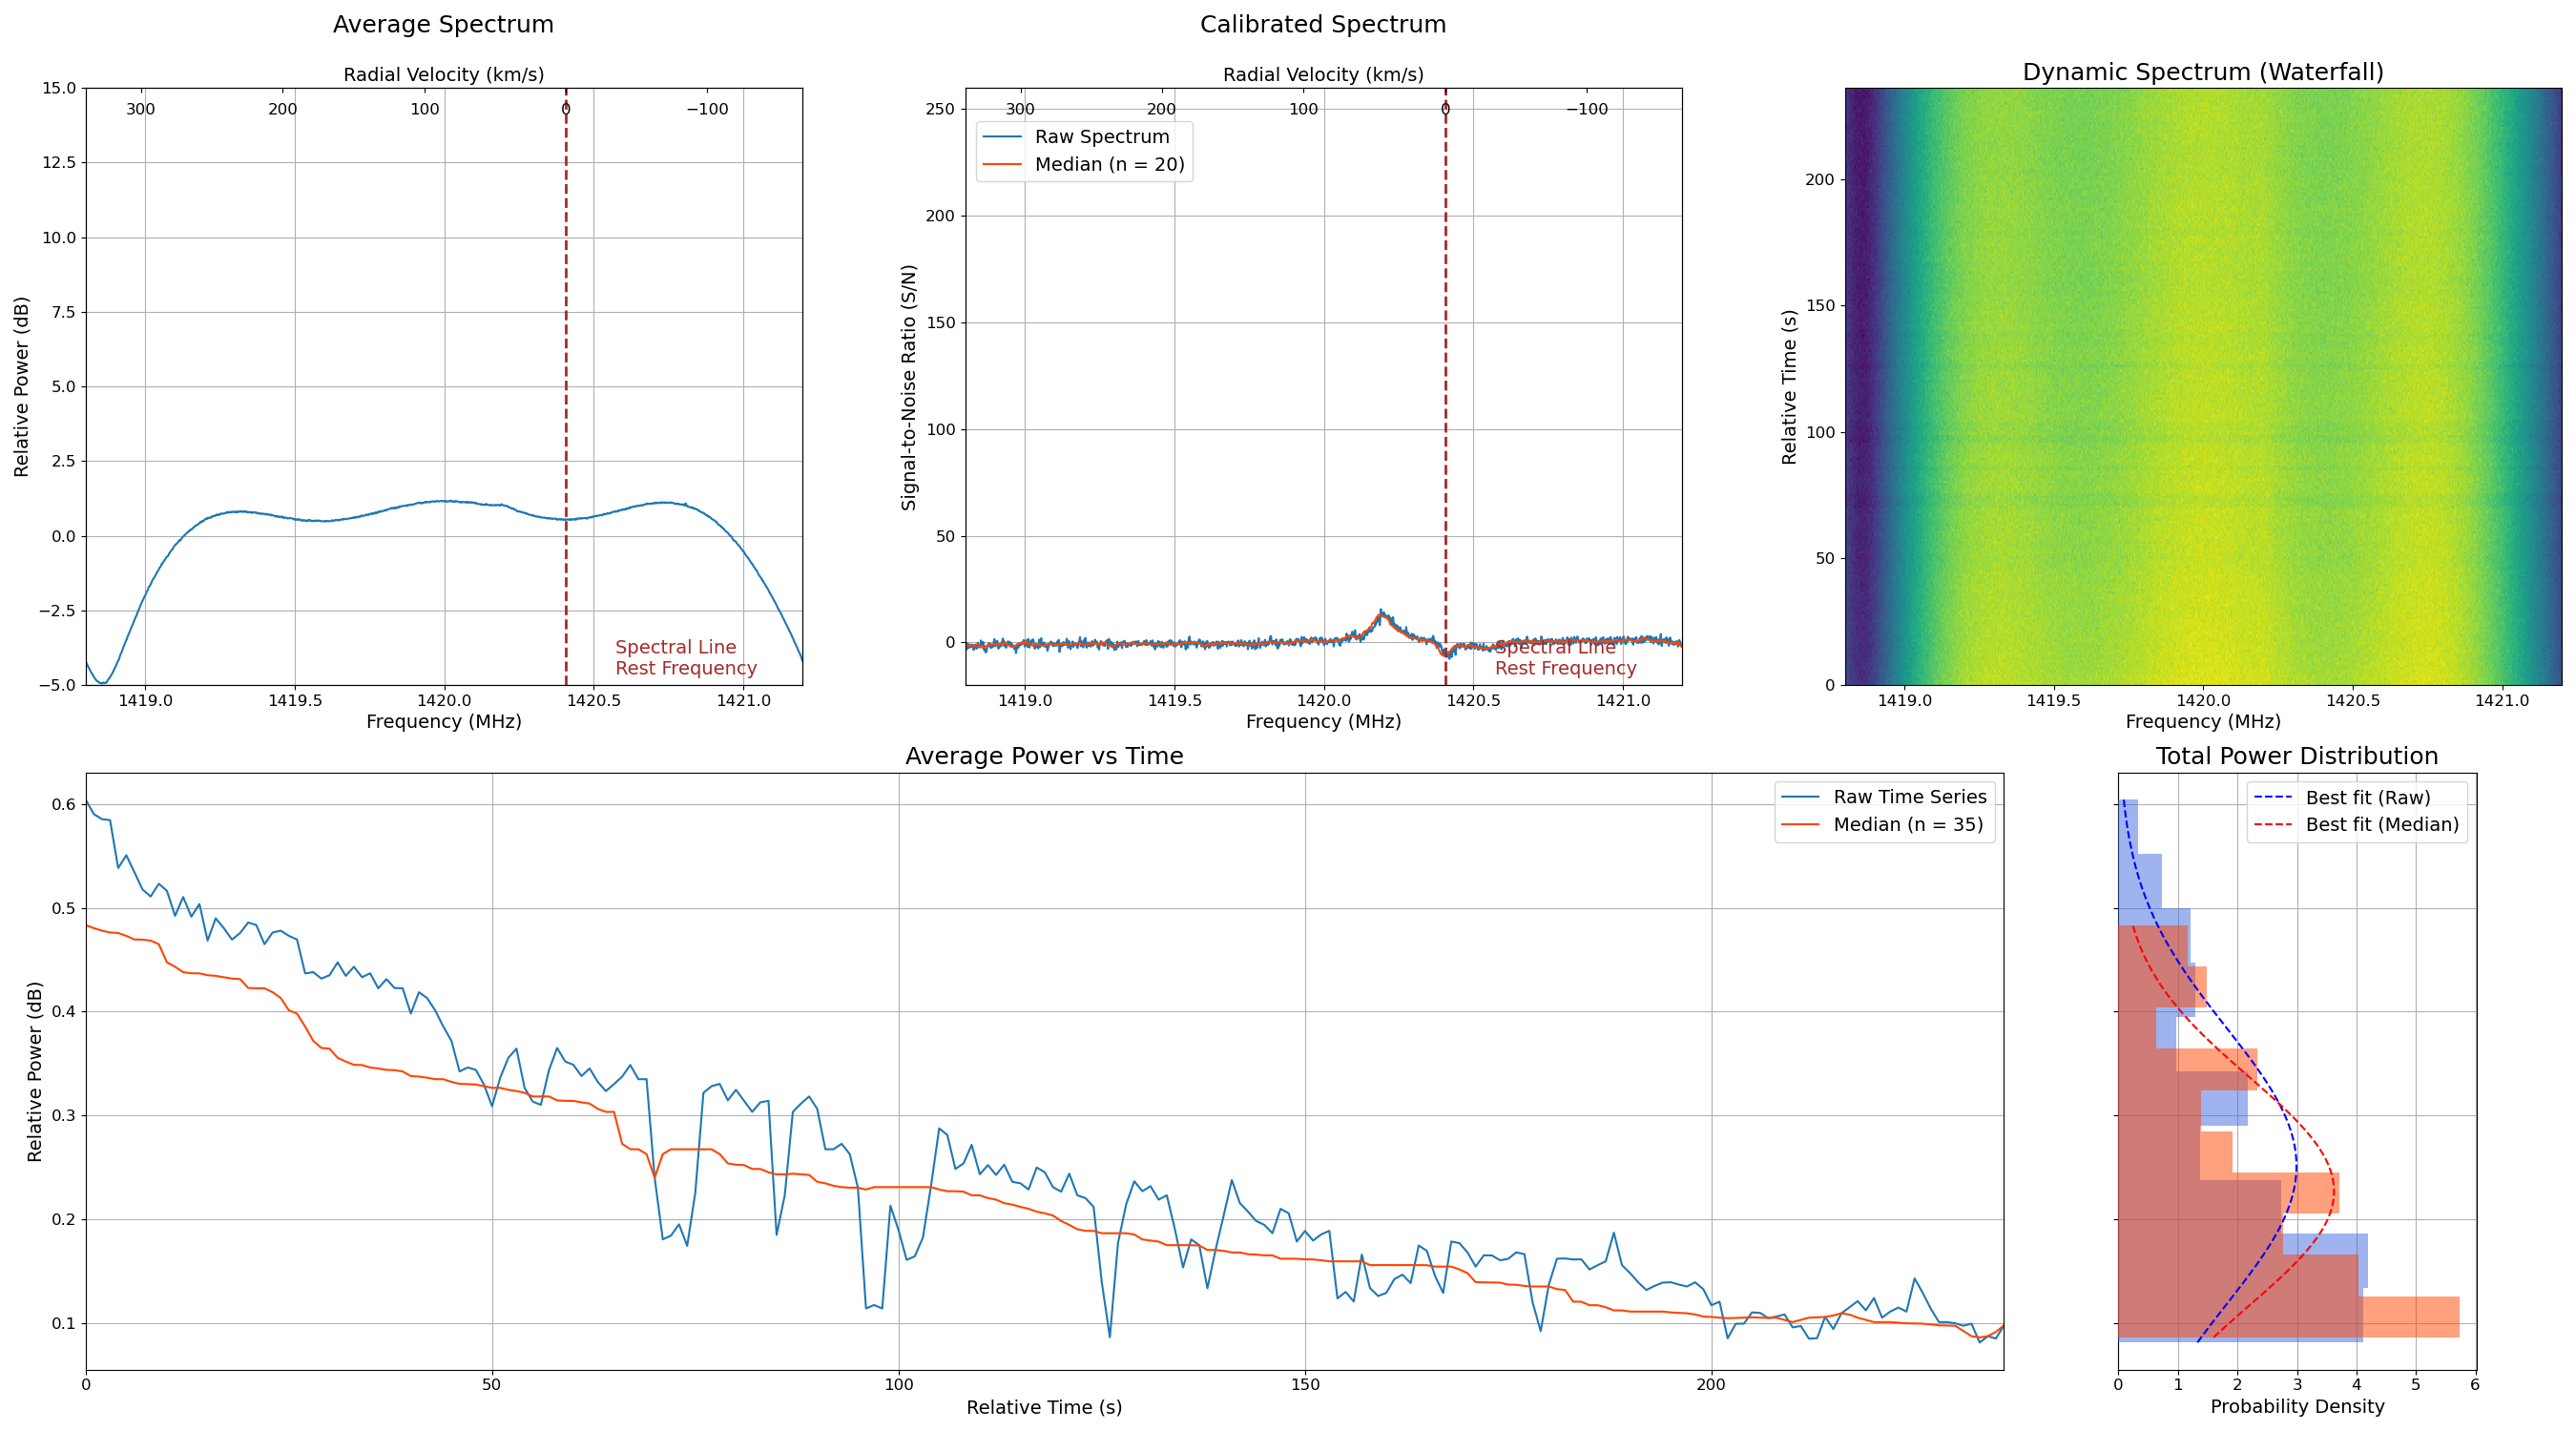 Average Spectrum
Radial Velocity (km/s)
300 200 100 0 −100
15.0
12.5
10.0
7.5
5.0
2.5
0.0
−2.5
−5.0
Relative Power (dB)
Spectral Line
Rest Frequency
1419.0 1419.5 1420.0 1420.5 1421.0
Frequency (MHz)
Calibrated Spectrum
Radial Velocity (km/s)
300 200 100 0 −100
Raw Spectrum
Median (n = 20)
250
200
150
100
50
0
Signal-to-Noise Ratio (S/N)
Spectral Line
Rest Frequency
1419.0 1419.5 1420.0 1420.5 1421.0
Frequency (MHz)
Dynamic Spectrum (Waterfall)
200
150
100
50
0
Relative Time (s)
1419.0 1419.5 1420.0 1420.5 1421.0
Frequency (MHz)
Average Power vs Time
Raw Time Series
Median (n = 35)
0.6
0.5
0.4
0.3
0.2
0.1
Relative Power (dB)
0 50 100 150 200
Relative Time (s)
Total Power Distribution
Best fit (Raw)
Best fit (Median)
0 1 2 3 4 5 6
Probability Density